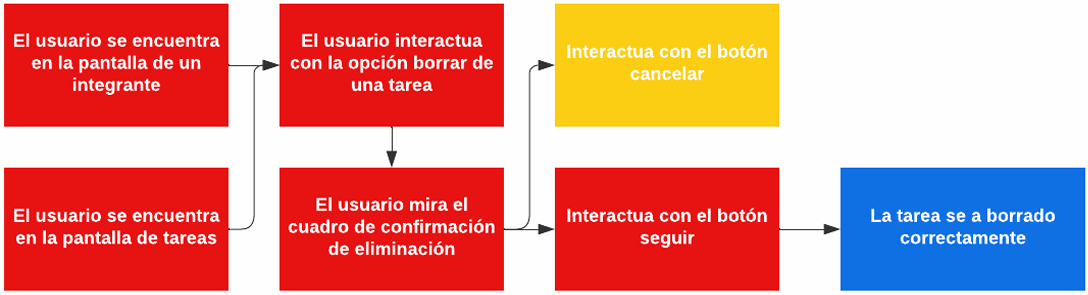 El usuario se encuentra
en la pantalla de un
integrante
El usuario interactua
con la opción borrar de
una tarea
Interactua con el botón
cancelar
El usuario se encuentra
en la pantalla de tareas
El usuario mira el
cuadro de confirmación
de eliminación
Interactua con el botón
seguir
La tarea se a borrado
correctamente